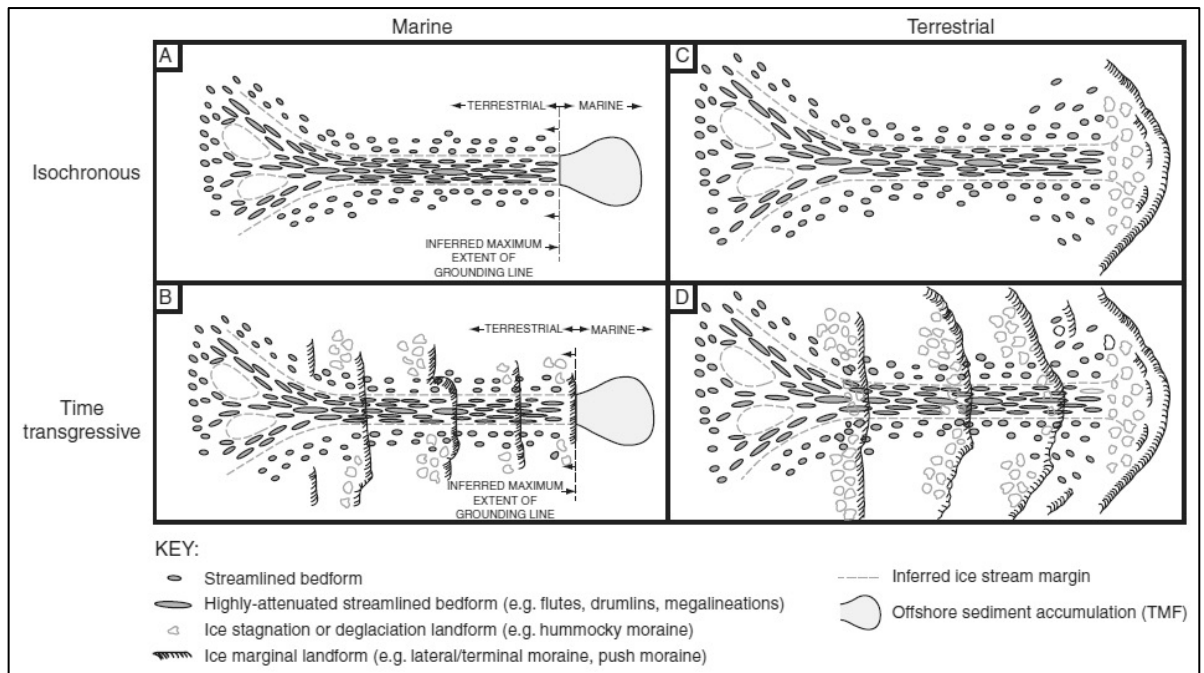 Marine
Terrestrial
Isochronous
A
TERRESTRIAL
MARINE
INFERRED MAXIMUM
EXTENT OF
GROUNDING LINE
C
Time
transgressive
B
TERRESTRIAL
MARINE
INFERRED MAXIMUM
EXTENT OF
GROUNDING LINE
D
KEY:
Streamlined bedform
Highly-attenuated streamlined bedform (e.g. flutes, drumlins, megalineations)
Ice stagnation or deglaciation landform (e.g. hummocky moraine)
Ice marginal landform (e.g. lateral/terminal moraine, push moraine)
Inferred ice stream margin
Offshore sediment accumulation (TMF)